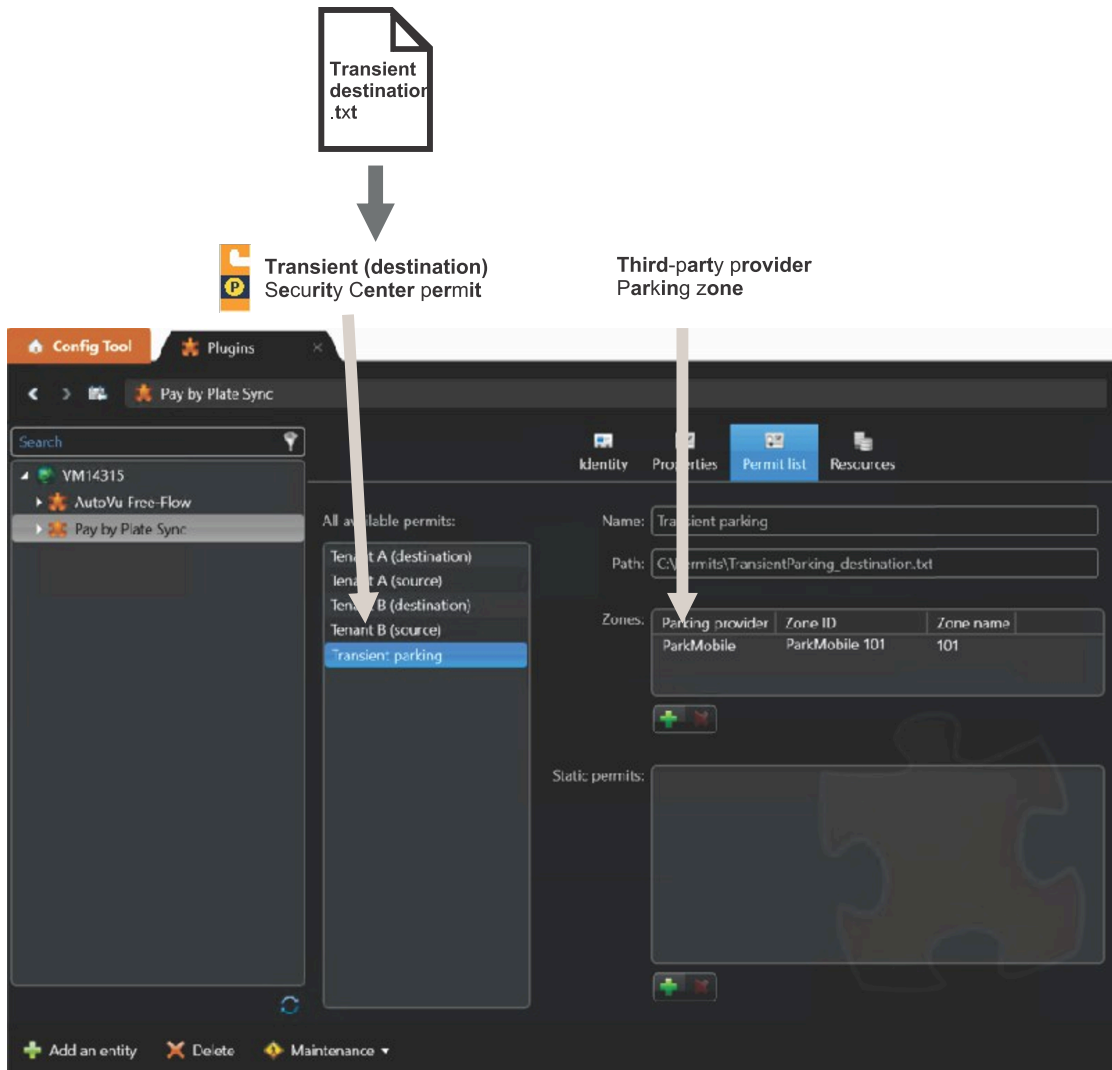 Transient
destination
.txt
Transient (destination)
Security Center permit
Third-party provider
Parking zone
Config Tool
Plugins
Pay by Plate Sync
Search
VM14315
AutoVu Free-Flow
Pay by Plate Sync
Identity
Properties
Permit list
Resources
All available permits:
Tenant A (destination)
Tenant A (source)
Tenant B (destination)
Tenant B (source)
Transient parking
Name: Transient parking
Path: C:\Permits\TransientParking_destination.txt
Zones: Parking provider Zone ID Zone name
ParkMobile ParkMobile 101 101
Static permits:
Add an entity Delete Maintenance